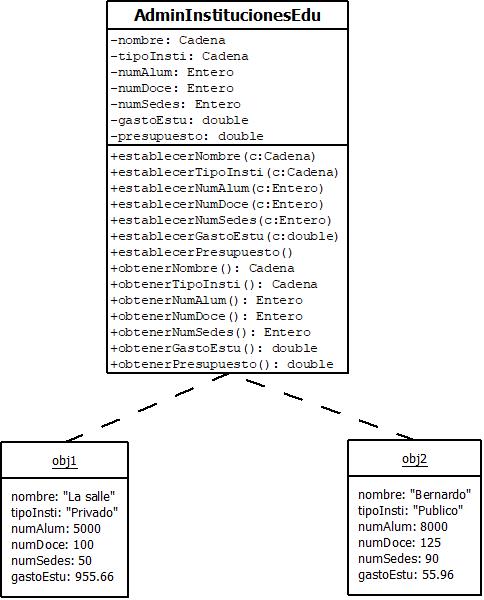 AdminInstitucionesEdu
-nombre: Cadena
-tipoInsti: Cadena
-numAlum: Entero
-numDoce: Entero
-numSedes: Entero
-gastoEstu: double
-presupuesto: double
+establecerNombre(c:Cadena)
+establecerTipoInsti(c:Cadena)
+establecerNumAlum(c:Entero)
+establecerNumDoce(c:Entero)
+establecerNumSedes(c:Entero)
+establecerGastoEstu(c:double)
+establecerPresupuesto()
+obtenerNombre(): Cadena
+obtenerTipoInsti(): Cadena
+obtenerNumAlum(): Entero
+obtenerNumDoce(): Entero
+obtenerNumSedes(): Entero
+obtenerGastoEstu(): double
+obtenerPresupuesto(): double
obj1
nombre: "La salle"
tipoInsti: "Privado"
numAlum: 5000
numDoce: 100
numSedes: 50
gastoEstu: 955.66
obj2
nombre: "Bernardo"
tipoInsti: "Publico"
numAlum: 8000
numDoce: 125
numSedes: 90
gastoEstu: 55.96